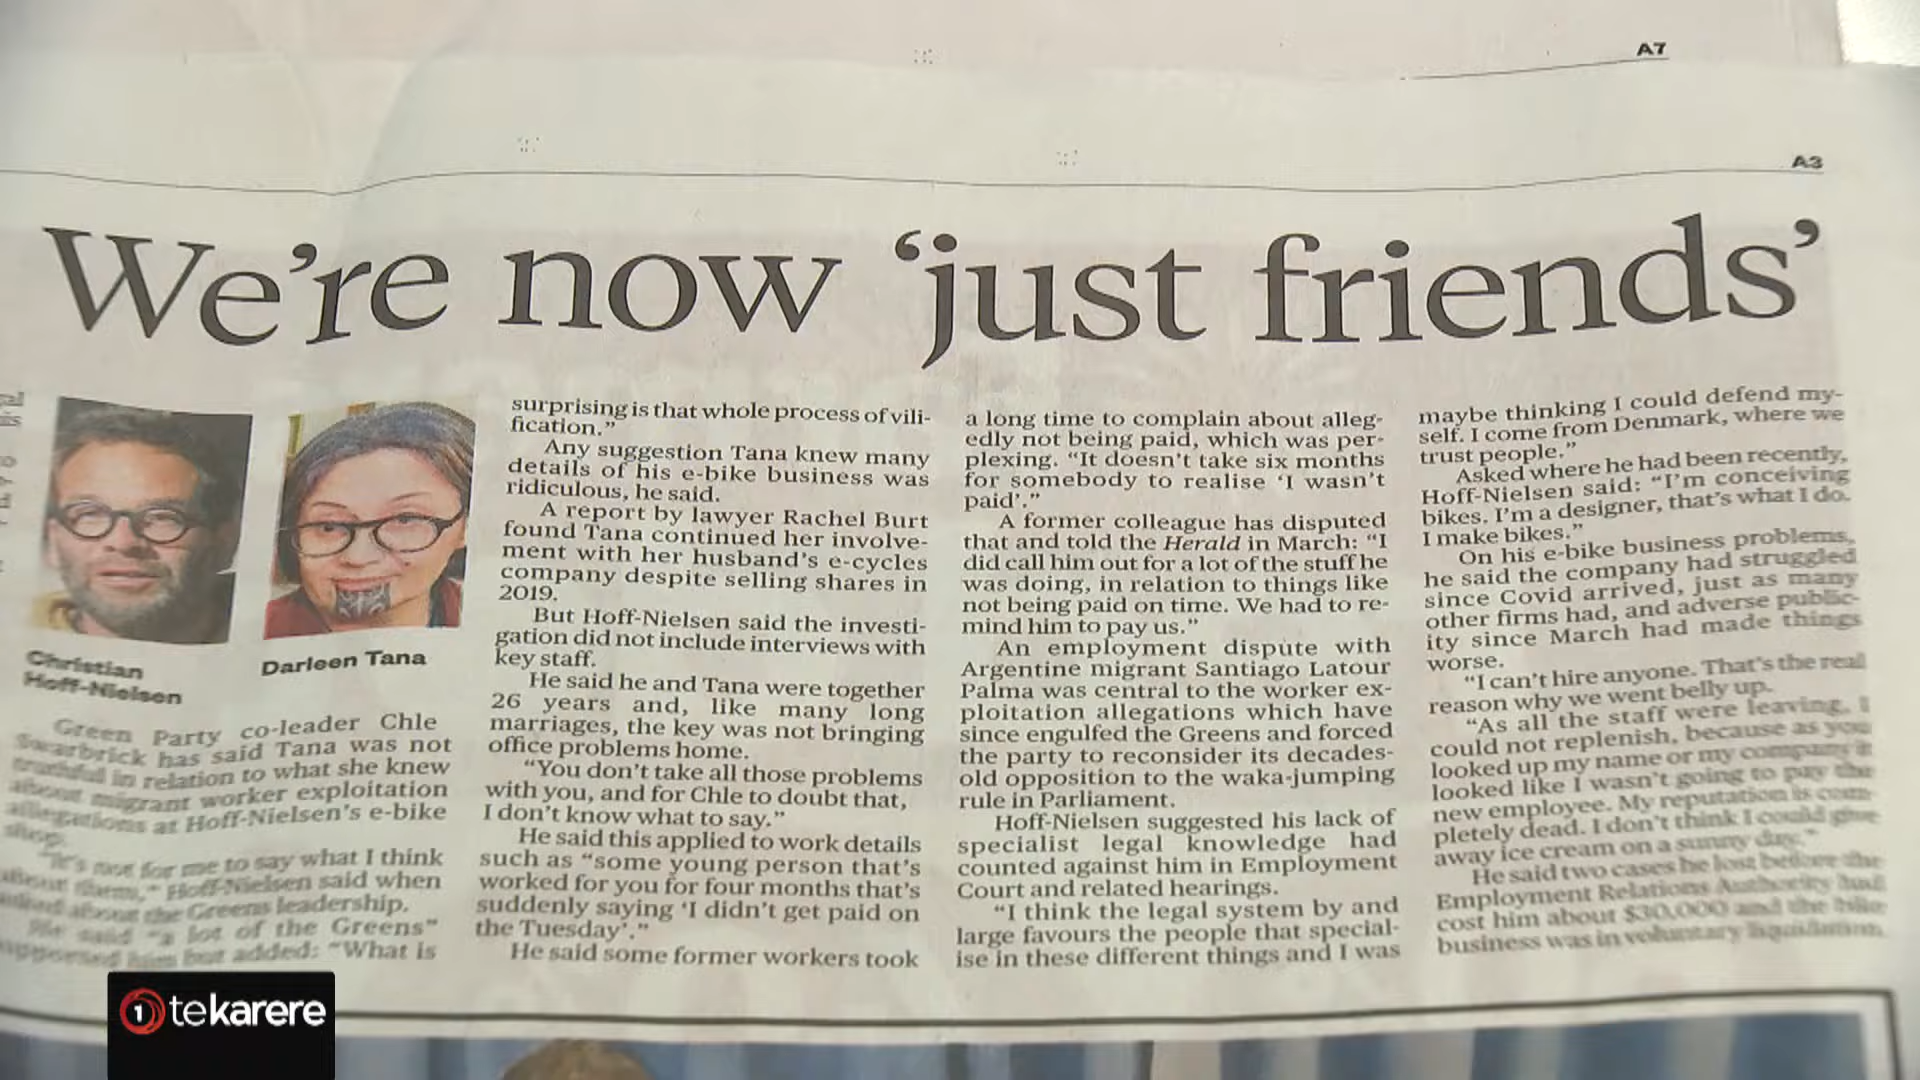 A7
A3
We're now 'just friends'
Christian
Hoff-Nielsen
Darleen Tana
Green Party co-leader Chle
Swarbrick has said Tana was not
truthful in relation to what she knew
about migrant worker exploitation
allegations at Hoff-Nielsen's e-bike
shop.
"It's not for me to say what I think
about them," Hoff-Nielsen said when
asked about the Greens leadership.
He said "a lot of the Greens"
supported him but added: "What is
surprising is that whole process of vili-
fication."
Any suggestion Tana knew many
details of his e-bike business was
ridiculous, he said.
A report by lawyer Rachel Burt
found Tana continued her involve-
ment with her husband's e-cycles
company despite selling shares in
2019.
But Hoff-Nielsen said the investi-
gation did not include interviews with
key staff.
He said he and Tana were together
26 years and, like many long
marriages, the key was not bringing
office problems home.
"You don't take all those problems
with you, and for Chle to doubt that,
I don't know what to say."
He said this applied to work details
such as "some young person that's
worked for you for four months that's
suddenly saying 'I didn't get paid on
the Tuesday'."
He said some former workers took
a long time to complain about alleg-
edly not being paid, which was per-
plexing. "It doesn't take six months
for somebody to realise 'I wasn't
paid'."
A former colleague has disputed
that and told the Herald in March: "I
did call him out for a lot of the stuff he
was doing, in relation to things like
not being paid on time. We had to re-
mind him to pay us."
An employment dispute with
Argentine migrant Santiago Latour
Palma was central to the worker ex-
ploitation allegations which have
since engulfed the Greens and forced
the party to reconsider its decades-
old opposition to the waka-jumping
rule in Parliament.
Hoff-Nielsen suggested his lack of
specialist legal knowledge had
counted against him in Employment
Court and related hearings.
"I think the legal system by and
large favours the people that special-
ise in these different things and I was
maybe thinking I could defend my-
self. I come from Denmark, where we
trust people."
Asked where he had been recently,
Hoff-Nielsen said: "I'm conceiving
bikes. I'm a designer, that's what I do.
I make bikes."
On his e-bike business problems,
he said the company had struggled
since Covid arrived, just as many
other firms had, and adverse public-
ity since March had made things
worse.
"I can't hire anyone. That's the real
reason why we went belly up.
"As all the staff were leaving, I
could not replenish, because as you
looked up my name or my company it
looked like I wasn't going to pay the
new employee. My reputation is com-
pletely dead. I don't think I could give
away ice cream on a sunny day."
He said two cases he lost before the
Employment Relations Authority had
cost him about $30,000 and the bike
business was in voluntary liquidation.
1 tekarere